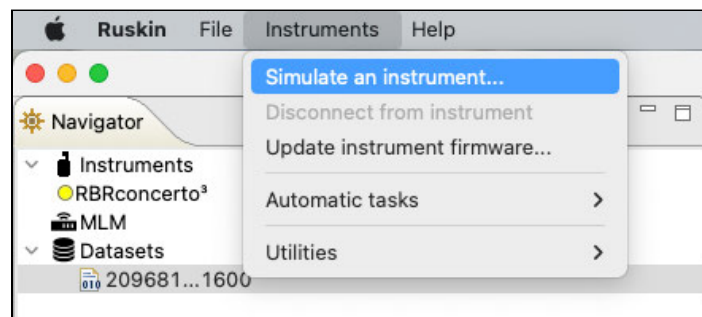 Ruskin File Instruments Help
Simulate an instrument...
Disconnect from instrument
Navigator
Update instrument firmware...
Instruments
RBRconcerto³
Automatic tasks
MLM
Datasets
Utilities
010 209681...1600